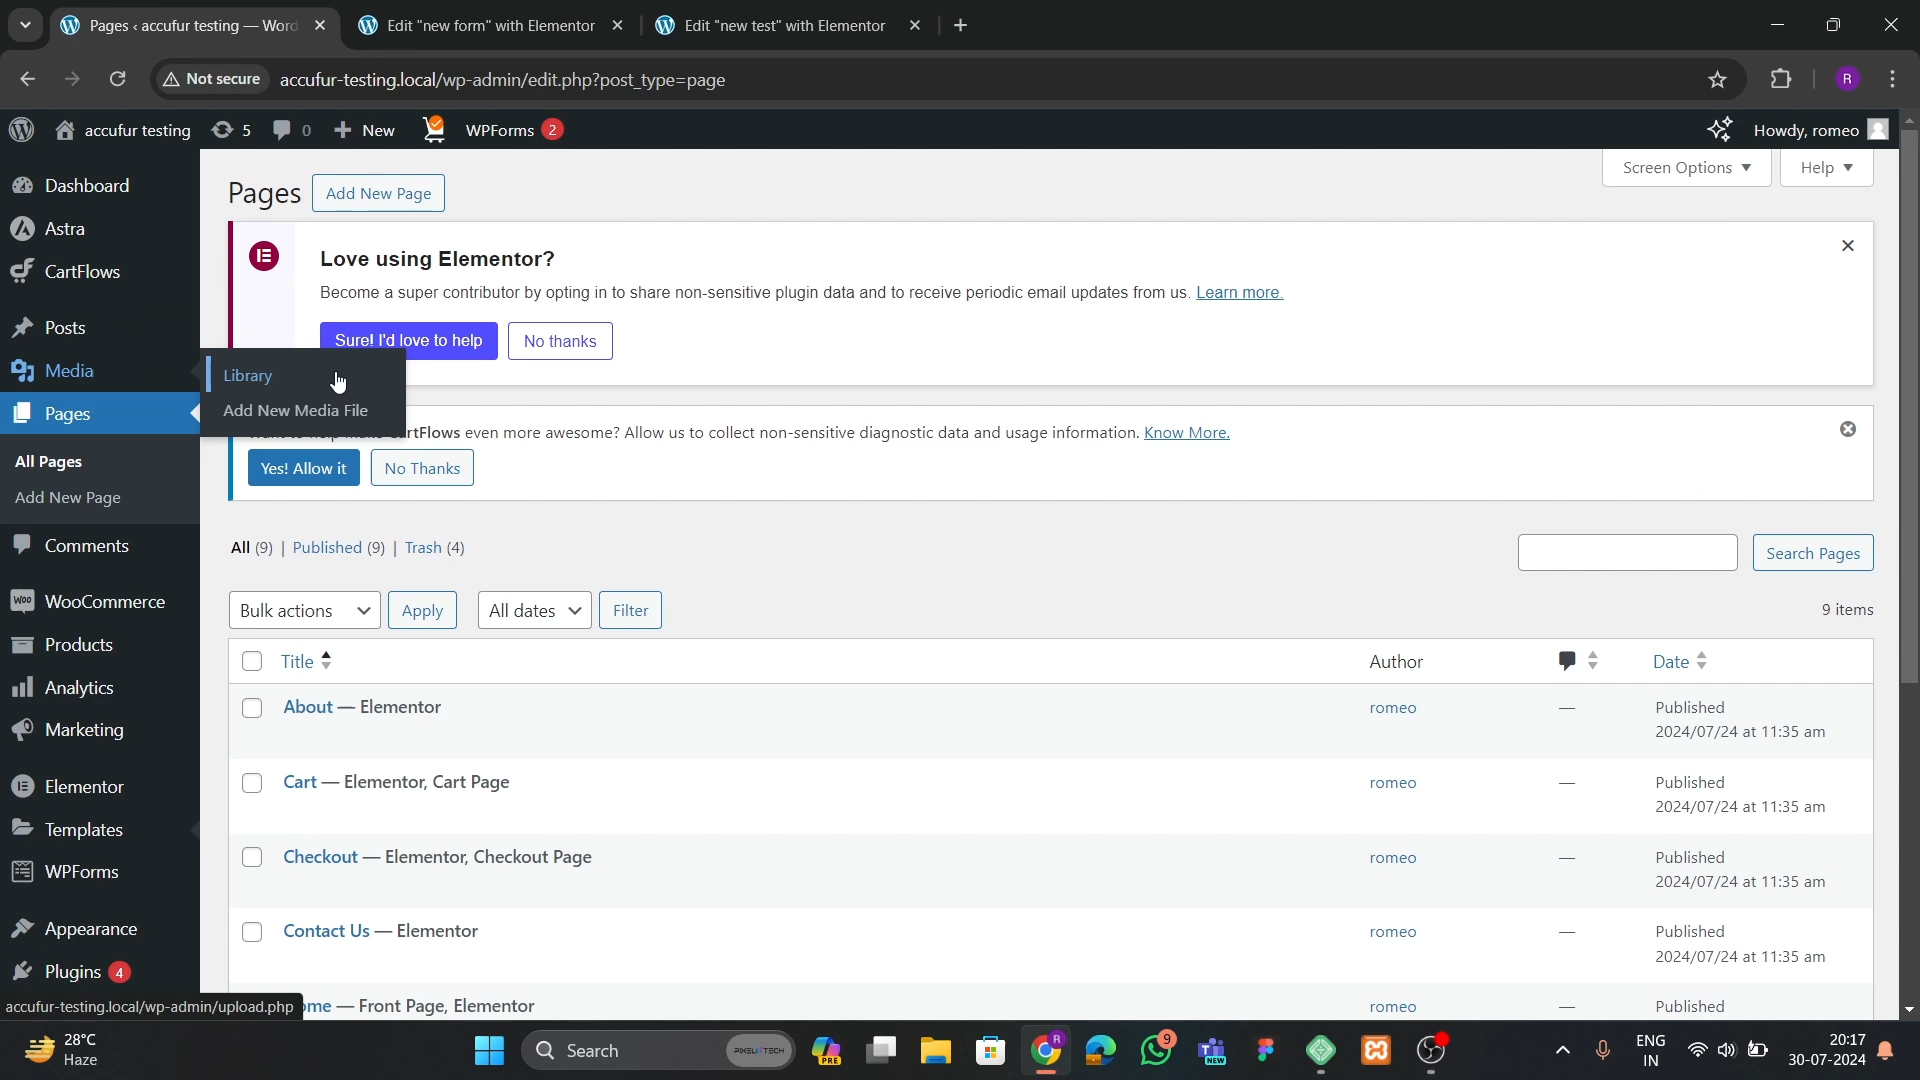 Pages ‹ accufur testing — Word
Edit "new form" with Elementor
Edit "new test" with Elementor
Not secure
accufur-testing.local/wp-admin/edit.php?post_type=page
R
accufur testing
5
0
New
WPForms 2
Howdy, romeo
Dashboard
Astra
CartFlows
Posts
Media
Pages
All Pages
Add New Page
Comments
WooCommerce
Products
Analytics
Marketing
Elementor
Templates
WPForms
Appearance
Plugins 4
Library
Add New Media File
Pages
Add New Page
Screen Options
Help
Love using Elementor?
Become a super contributor by opting in to share non-sensitive plugin data and to receive periodic email updates from us. Learn more.
Sure! I'd love to help
No thanks
CartFlows even more awesome? Allow us to collect non-sensitive diagnostic data and usage information. Know More.
Yes! Allow it
No Thanks
All (9) | Published (9) | Trash (4)
Search Pages
Bulk actions
Apply
All dates
Filter
9 items
Title
Author
Date
About — Elementor
romeo
—
Published
2024/07/24 at 11:35 am
Cart — Elementor, Cart Page
romeo
—
Published
2024/07/24 at 11:35 am
Checkout — Elementor, Checkout Page
romeo
—
Published
2024/07/24 at 11:35 am
Contact Us — Elementor
romeo
—
Published
2024/07/24 at 11:35 am
ome — Front Page, Elementor
romeo
—
Published
accufur-testing.local/wp-admin/upload.php
28°C
Haze
Search
PRE
R
9
NEW
ENG
IN
20:17
30-07-2024